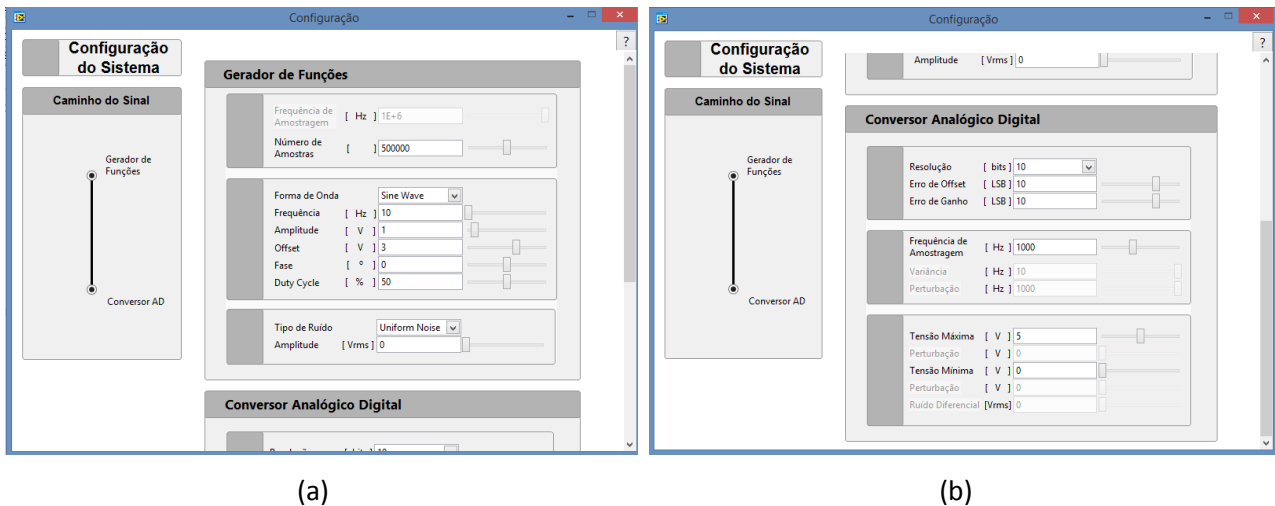 Configuração
?
Configuração
do Sistema
Caminho do Sinal
Gerador de
Funções
Conversor AD
Gerador de Funções
Frequência de
Amostragem [ Hz ] 1E+6
Número de
Amostras [ ] 500000
Forma de Onda Sine Wave
Frequência [ Hz ] 10
Amplitude [ V ] 1
Offset [ V ] 3
Fase [ º ] 0
Duty Cycle [ % ] 50
Tipo de Ruído Uniform Noise
Amplitude [ Vrms ] 0
Conversor Analógico Digital
(a)
Configuração
?
Configuração
do Sistema
Caminho do Sinal
Gerador de
Funções
Conversor AD
Amplitude [ Vrms ] 0
Conversor Analógico Digital
Resolução [ bits ] 10
Erro de Offset [ LSB ] 10
Erro de Ganho [ LSB ] 10
Frequência de
Amostragem [ Hz ] 1000
Variância [ Hz ] 10
Perturbação [ Hz ] 1000
Tensão Máxima [ V ] 5
Perturbação [ V ] 0
Tensão Mínima [ V ] 0
Perturbação [ V ] 0
Ruído Diferencial [Vrms] 0
(b)